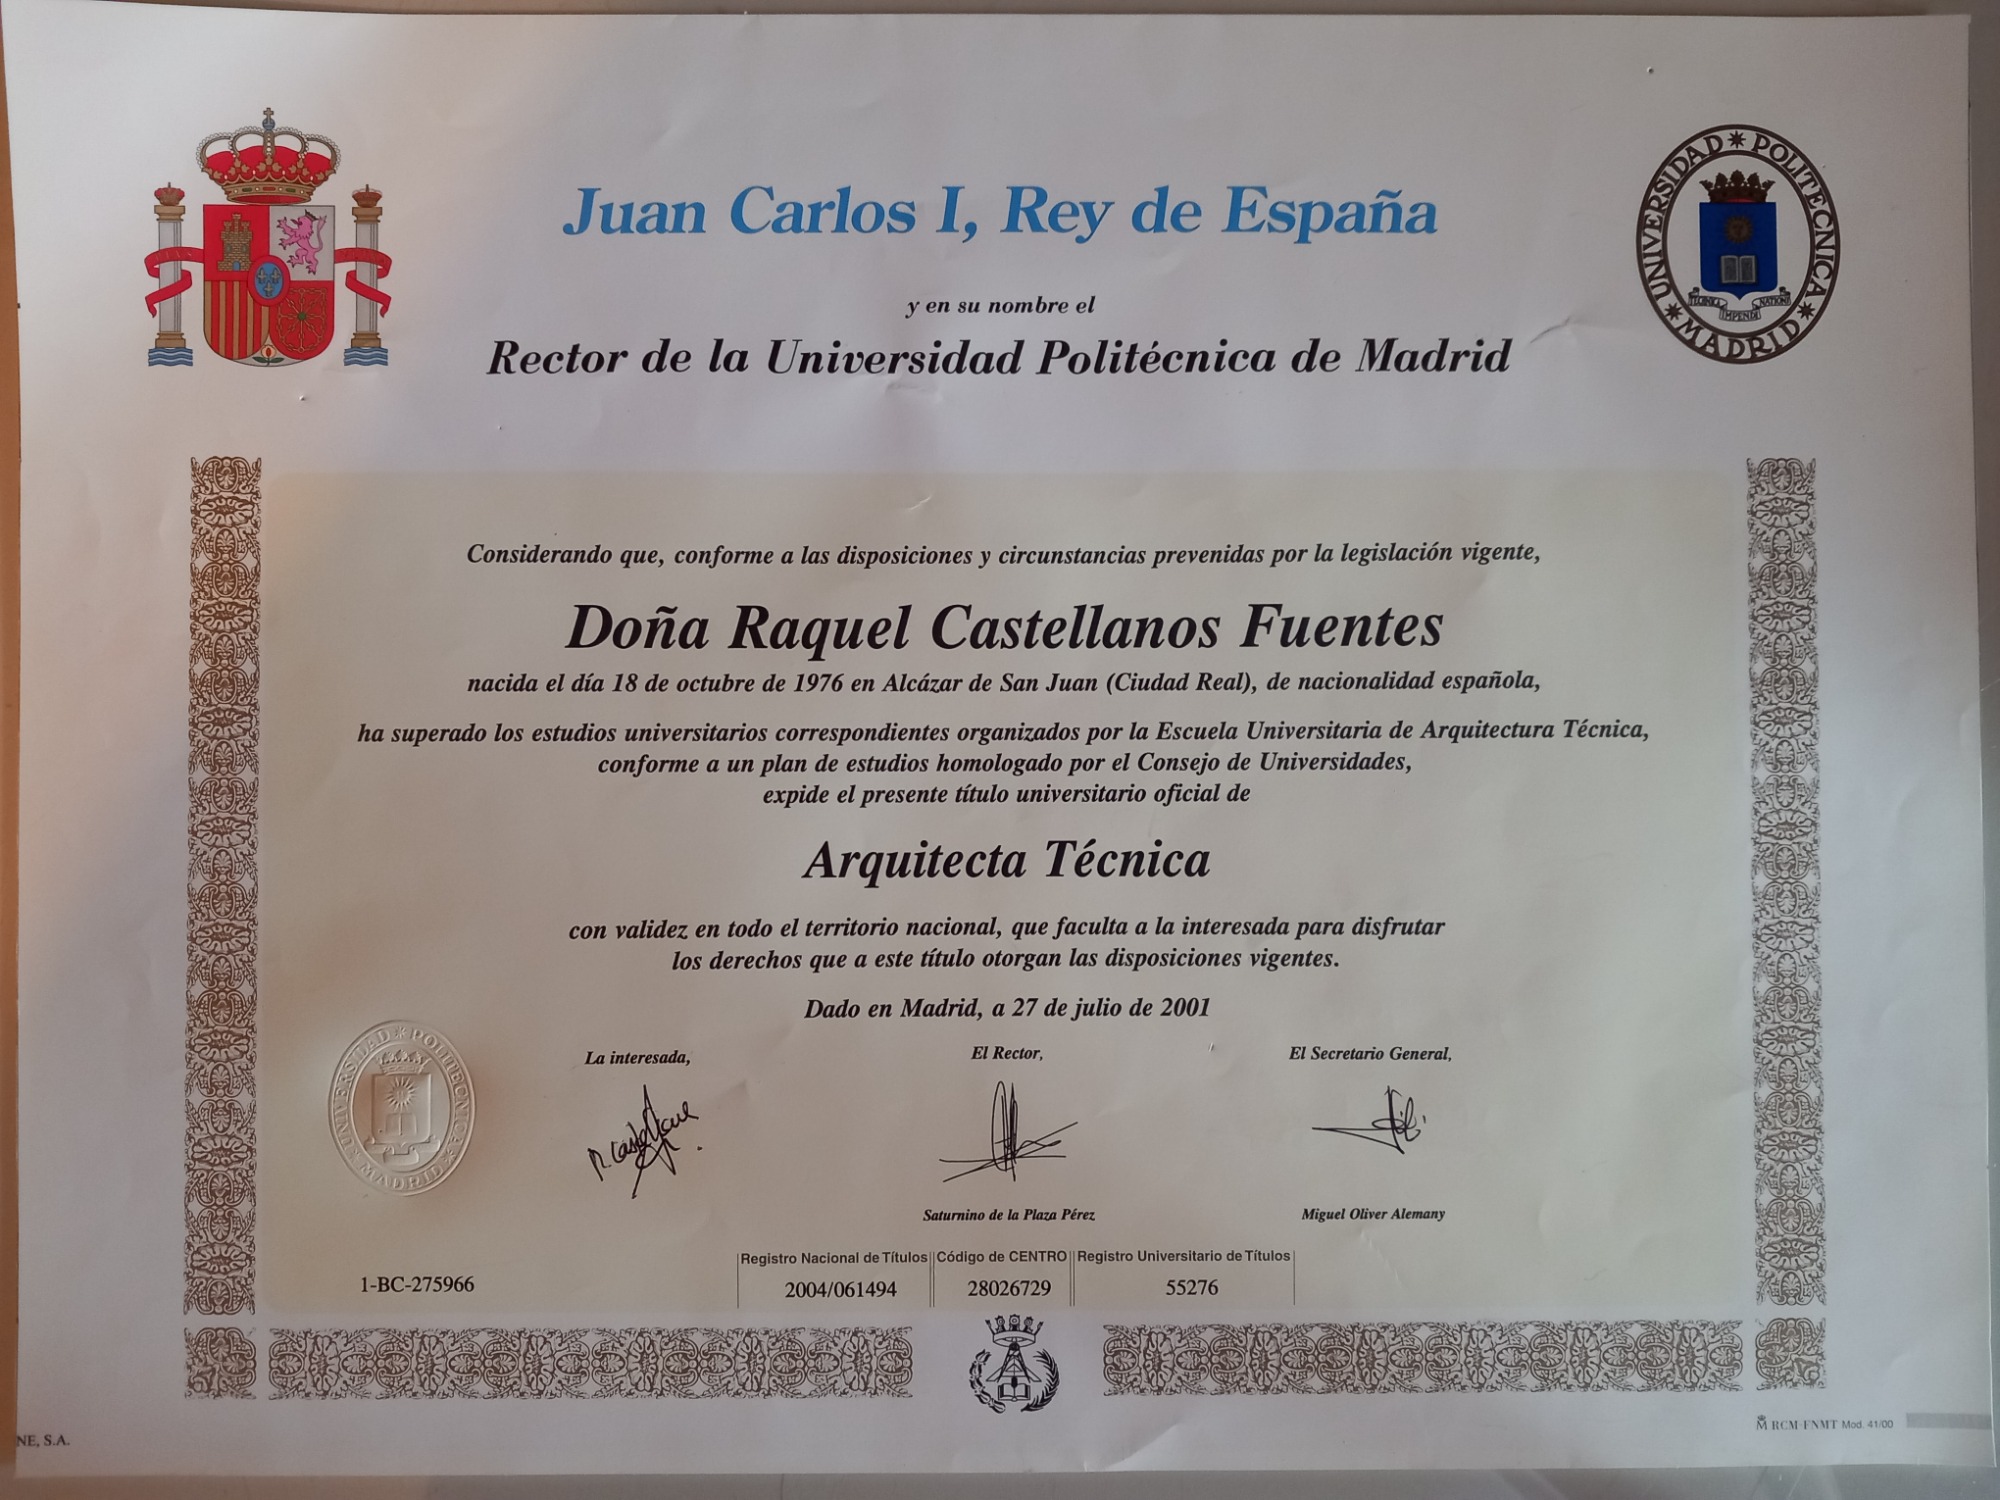 Juan Carlos I, Rey de España
UNIVERSIDAD * POLITECNICA * MADRID *
TECNICA IMPENDI NATIONI
y en su nombre el
Rector de la Universidad Politécnica de Madrid
Considerando que, conforme a las disposiciones y circunstancias prevenidas por la legislación vigente,
Doña Raquel Castellanos Fuentes
nacida el día 18 de octubre de 1976 en Alcázar de San Juan (Ciudad Real), de nacionalidad española,
ha superado los estudios universitarios correspondientes organizados por la Escuela Universitaria de Arquitectura Técnica,
conforme a un plan de estudios homologado por el Consejo de Universidades,
expide el presente título universitario oficial de
Arquitecta Técnica
con validez en todo el territorio nacional, que faculta a la interesada para disfrutar
los derechos que a este título otorgan las disposiciones vigentes.
Dado en Madrid, a 27 de julio de 2001
La interesada, El Rector, El Secretario General,
UNIVERSIDAD * POLITECNICA * MADRID *
Saturnino de la Plaza Pérez Miguel Oliver Alemany
Registro Nacional de Títulos Código de CENTRO Registro Universitario de Títulos
1-BC-275966 2004/061494 28026729 55276
RCM-FNMT Mod. 41/00
NE, S.A.